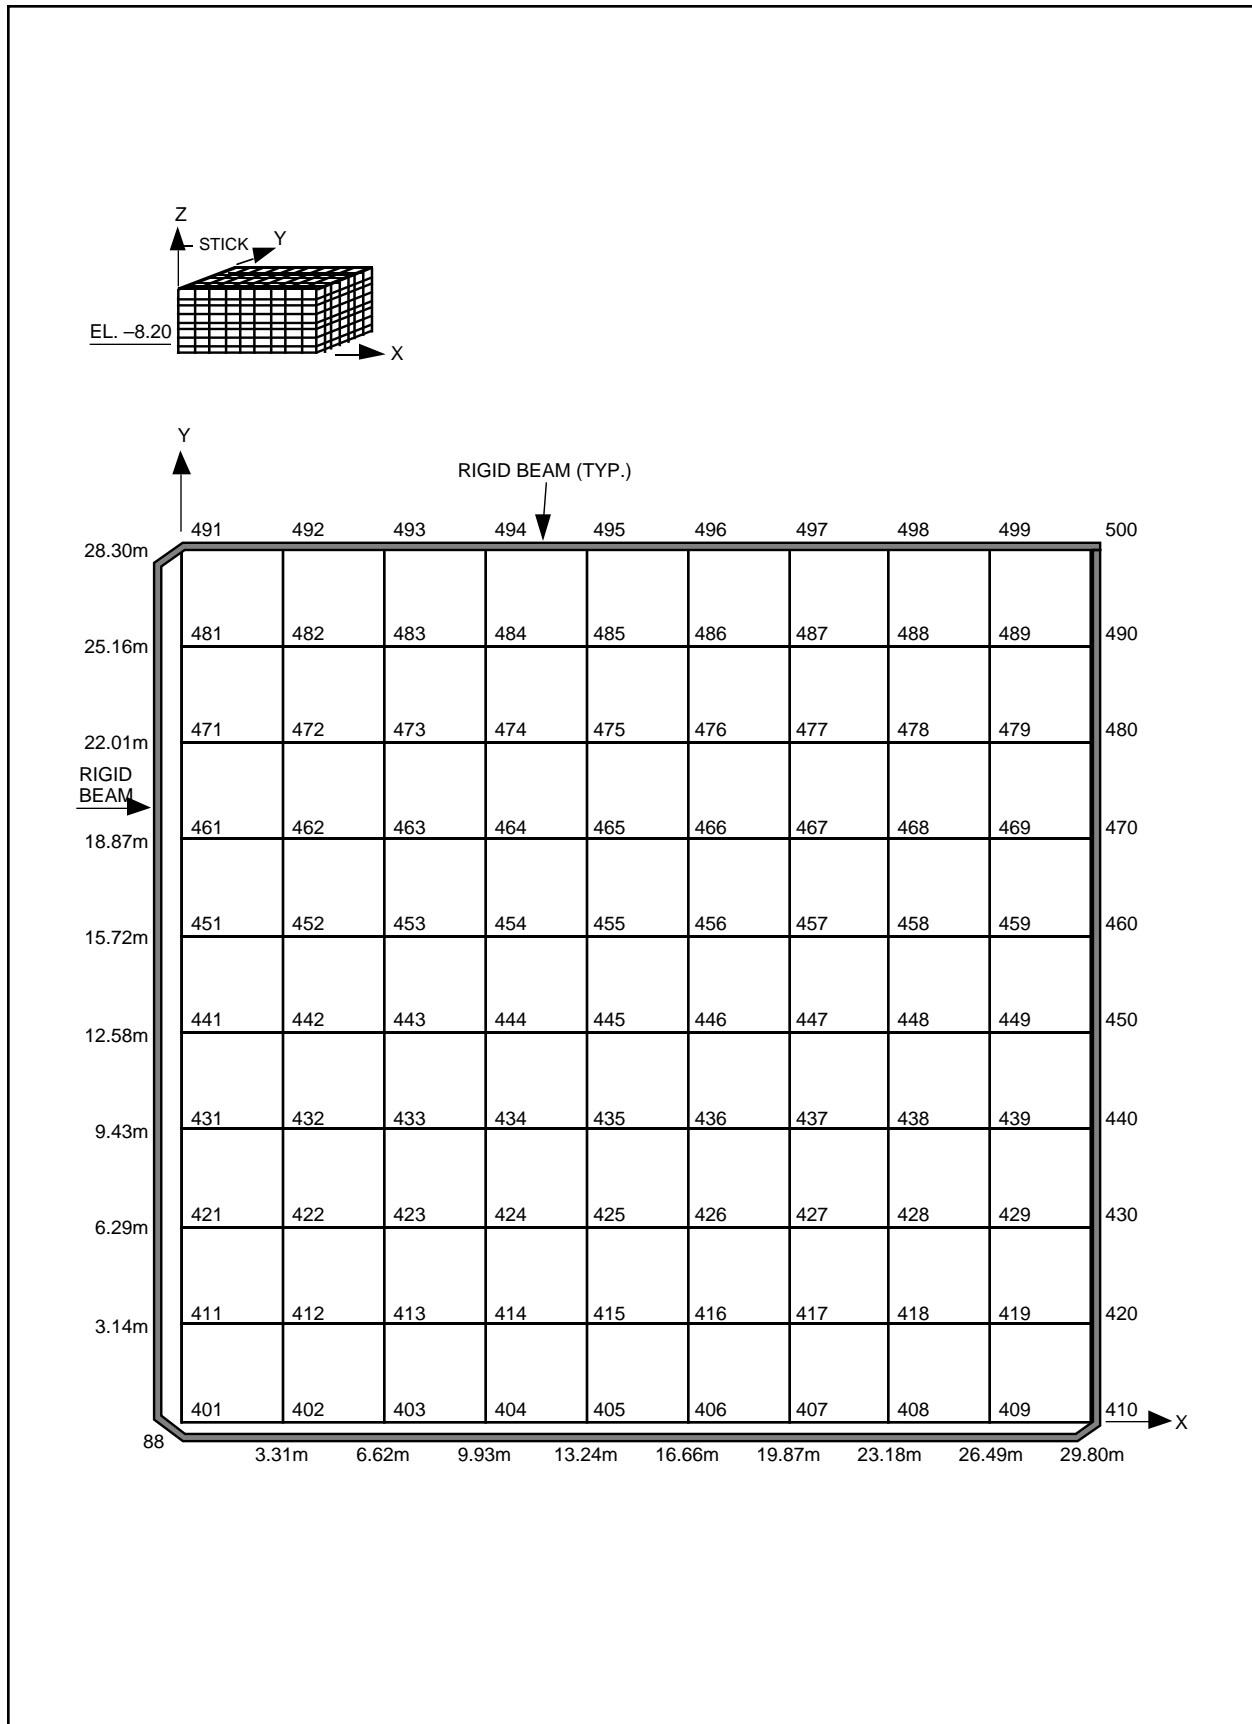 Z
STICK
Y
EL. –8.20
X
Y
RIGID BEAM (TYP.)
491 492 493 494 495 496 497 498 499 500
28.30m
481 482 483 484 485 486 487 488 489 490
25.16m
471 472 473 474 475 476 477 478 479 480
22.01m
RIGID
BEAM
461 462 463 464 465 466 467 468 469 470
18.87m
451 452 453 454 455 456 457 458 459 460
15.72m
441 442 443 444 445 446 447 448 449 450
12.58m
431 432 433 434 435 436 437 438 439 440
9.43m
421 422 423 424 425 426 427 428 429 430
6.29m
411 412 413 414 415 416 417 418 419 420
3.14m
401 402 403 404 405 406 407 408 409 410
X
88
3.31m 6.62m 9.93m 13.24m 16.66m 19.87m 23.18m 26.49m 29.80m